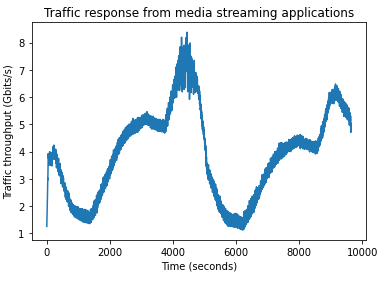 Traffic response from media streaming applications
Traffic throughput (Gbits/s)
8
7
6
5
4
3
2
1
0 2000 4000 6000 8000 10000
Time (seconds)